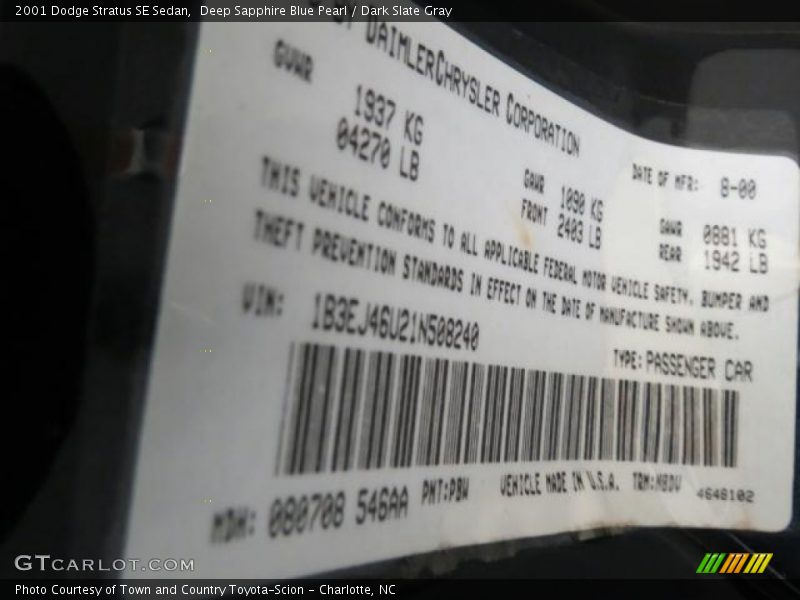 2001 Dodge Stratus SE Sedan, Deep Sapphire Blue Pearl / Dark Slate Gray
DAIMLERCHRYSLER CORPORATION
GVWR
1937 KG
04270 LB
GAWR FRONT 1090 KG 2403 LB
DATE OF MFR: 8-00
GAWR REAR 0881 KG 1942 LB
THIS VEHICLE CONFORMS TO ALL APPLICABLE FEDERAL MOTOR VEHICLE SAFETY, BUMPER AND
THEFT PREVENTION STANDARDS IN EFFECT ON THE DATE OF MANUFACTURE SHOWN ABOVE.
VIN: 1B3EJ46U21N508240
TYPE: PASSENGER CAR
MDH: 080708 546AA PNT:PBW VEHICLE MADE IN U.S.A. TRM:M8DV 4648102
GTCARLOT.COM
Photo Courtesy of Town and Country Toyota-Scion - Charlotte, NC